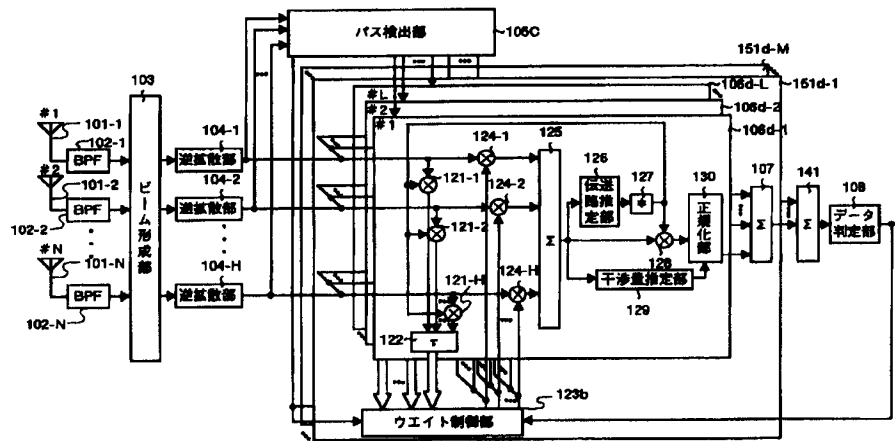 パス検出部
106C
151d-M
151d-1
106d-L
106d-2
106d-1
#L
#2
#1
103
ビーム形成部
#1
101-1
102-1
BPF
104-1
逆拡散部
#2
101-2
102-2
BPF
104-2
逆拡散部
#N
101-N
102-N
BPF
104-H
逆拡散部
124-1
121-1
124-2
121-2
124-H
121-H
122
τ
125
Σ
126
伝送路推定部
127
*
128
干渉量推定部
129
130
正規化部
107
Σ
141
Σ
108
データ
判定部
123b
ウエイト制御部